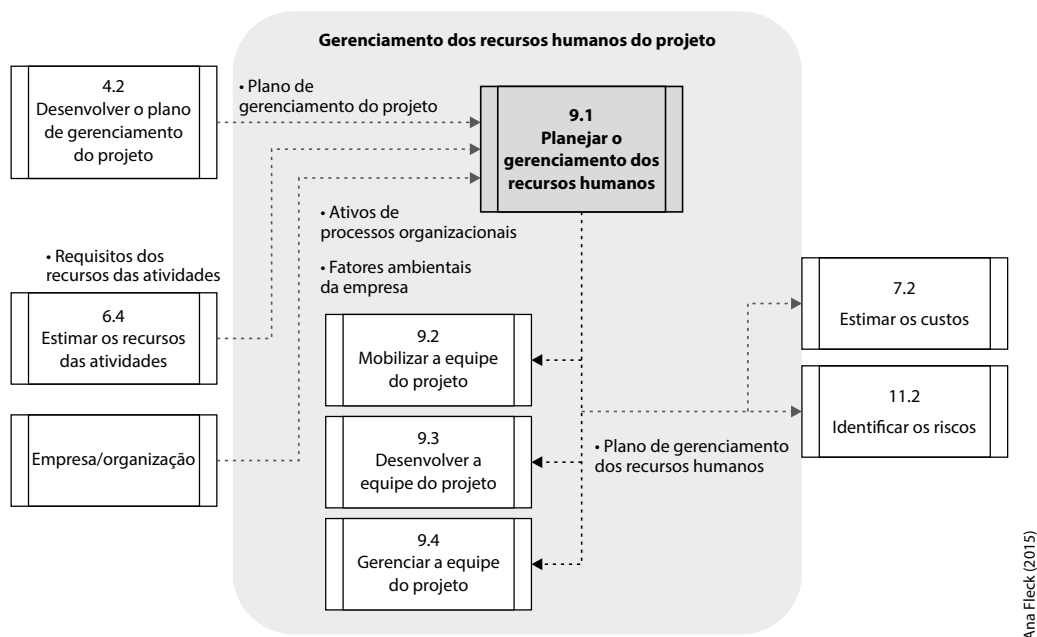 Gerenciamento dos recursos humanos do projeto
4.2
Desenvolver o plano
de gerenciamento
do projeto
• Plano de
gerenciamento do projeto
9.1
Planejar o
gerenciamento dos
recursos humanos
• Ativos de
processos organizacionais
• Fatores ambientais
da empresa
• Requisitos dos
recursos das atividades
6.4
Estimar os recursos
das atividades
Empresa/organização
9.2
Mobilizar a equipe
do projeto
9.3
Desenvolver a
equipe do projeto
9.4
Gerenciar a equipe
do projeto
• Plano de gerenciamento
dos recursos humanos
7.2
Estimar os custos
11.2
Identificar os riscos
Ana Fleck (2015)